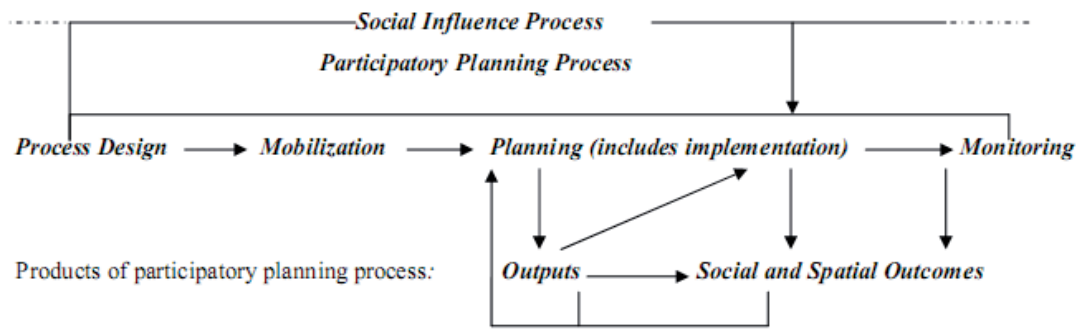 Social Influence Process
Participatory Planning Process
Process Design Mobilization Planning (includes implementation) Monitoring
Products of participatory planning process: Outputs Social and Spatial Outcomes